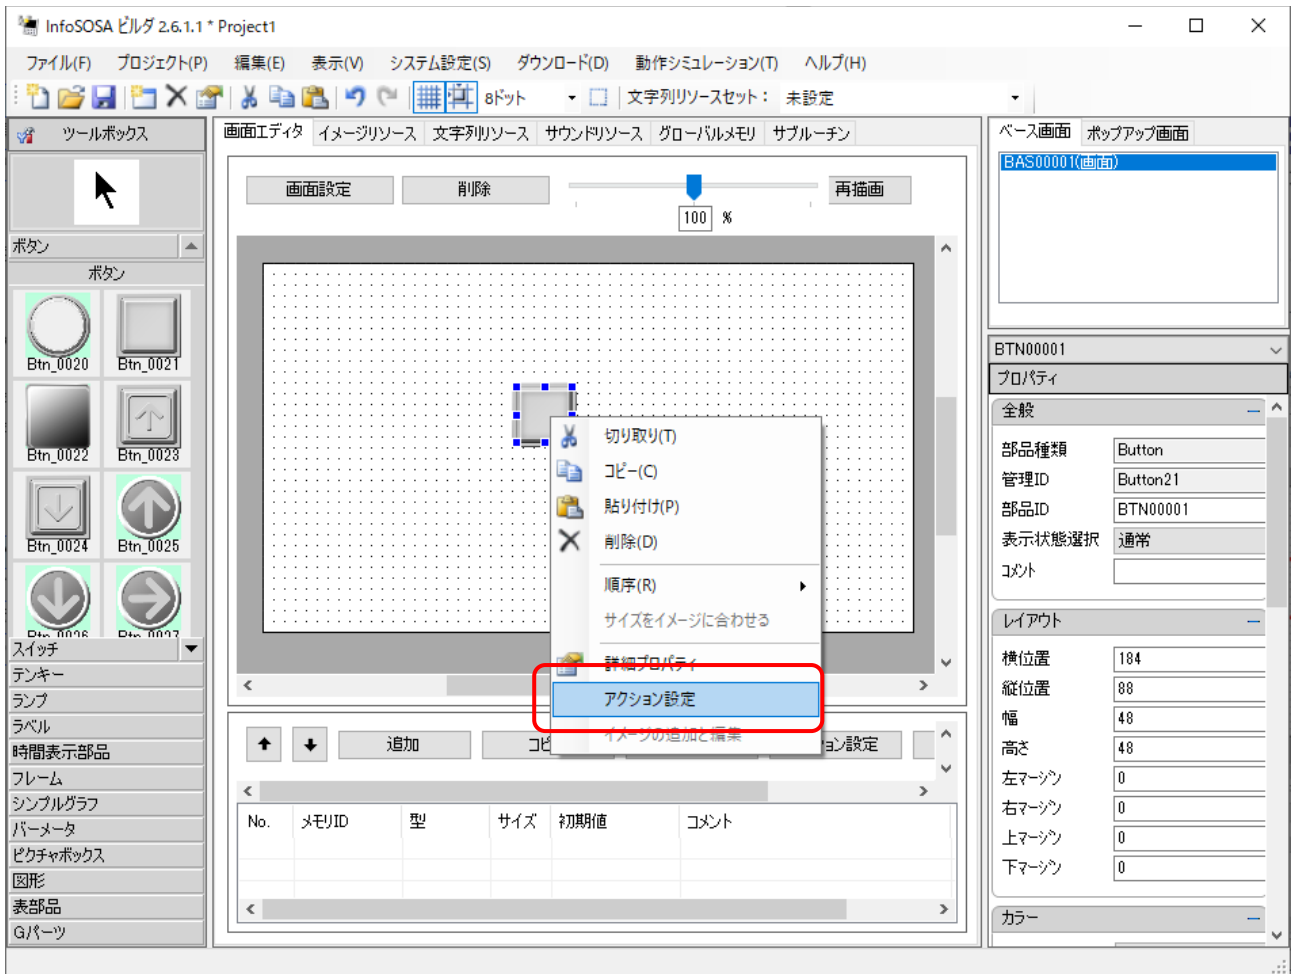 InfoSOSA ビルダ 2.6.1.1 * Project1
ファイル(F) プロジェクト(P) 編集(E) 表示(V) システム設定(S) ダウンロード(D) 動作シミュレーション(T) ヘルプ(H)
8ドット 文字列リソースセット： 未設定
ツールボックス
ボタン
ボタン
Btn_0020 Btn_0021
Btn_0022 Btn_0023
Btn_0024 Btn_0025
Btn_0026 Btn_0027
スイッチ
テンキー
ランプ
ラベル
時間表示部品
フレーム
シンプルグラフ
バーメータ
ピクチャボックス
図形
表部品
Gパーツ
画面エディタ イメージリソース 文字列リソース サウンドリソース グローバルメモリ サブルーチン
画面設定 削除 再描画
100 %
切り取り(T)
コピー(C)
貼り付け(P)
削除(D)
順序(R)
サイズをイメージに合わせる
詳細プロパティ
アクション設定
イメージの追加と編集
追加 コピ ョン設定
No. メモリID 型 サイズ 初期値 コメント
ベース画面 ポップアップ画面
BAS00001(画面)
BTN00001
プロパティ
全般
部品種類 Button
管理ID Button21
部品ID BTN00001
表示状態選択 通常
コメント
レイアウト
横位置 184
縦位置 88
幅 48
高さ 48
左マージン 0
右マージン 0
上マージン 0
下マージン 0
カラー